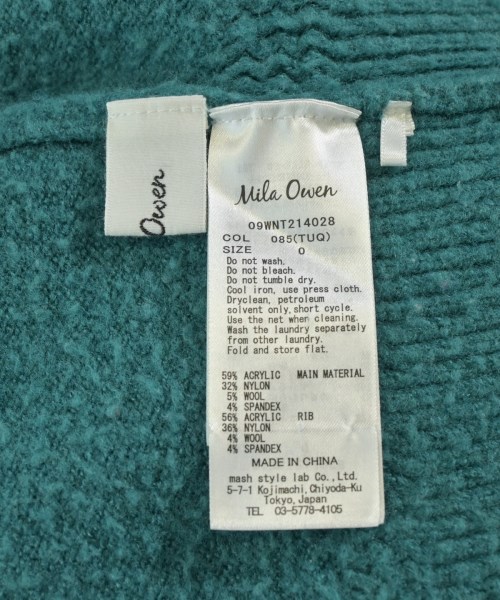 Owen
Mila Owen
09WNT214028
COL 085(TUQ)
SIZE 0
Do not wash.
Do not bleach.
Do not tumble dry.
Cool iron, use press cloth.
Dryclean, petroleum
solvent only, short cycle.
Use the net when cleaning.
Wash the laundry separately
from other laundry.
Fold and store flat.
59% ACRYLIC MAIN MATERIAL
32% NYLON
5% WOOL
4% SPANDEX
56% ACRYLIC RIB
36% NYLON
4% WOOL
4% SPANDEX
MADE IN CHINA
mash style lab Co., Ltd.
5-7-1 Kojimachi, Chiyoda-Ku
Tokyo, Japan
TEL 03-5778-4105